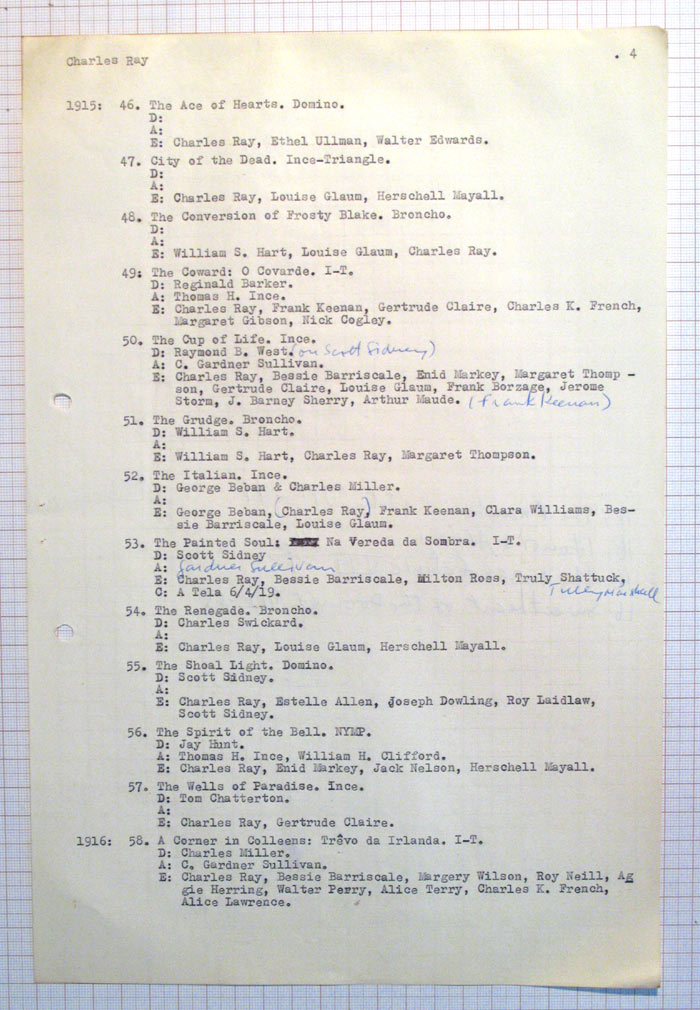 Charles Ray . 4
1915: 46. The Ace of Hearts. Domino.
D:
A:
E: Charles Ray, Ethel Ullman, Walter Edwards.
47. City of the Dead. Ince-Triangle.
D:
A:
E: Charles Ray, Louise Glaum, Herschell Mayall.
48. The Conversion of Frosty Blake. Broncho.
D:
A:
E: William S. Hart, Louise Glaum, Charles Ray.
49: The Coward: O Covarde. I-T.
D: Reginald Barker.
A: Thomas H. Ince.
E: Charles Ray, Frank Keenan, Gertrude Claire, Charles K. French,
Margaret Gibson, Nick Cogley.
50. The Cup of Life. Ince.
D: Raymond B. West. (ou Scott Sidney)
A: C. Gardner Sullivan.
E: Charles Ray, Bessie Barriscale, Enid Markey, Margaret Thomp -
son, Gertrude Claire, Louise Glaum, Frank Borzage, Jerome
Storm, J. Barney Sherry, Arthur Maude. (Frank Keenan)
51. The Grudge. Broncho.
D: William S. Hart.
A:
E: William S. Hart, Charles Ray, Margaret Thompson.
52. The Italian. Ince.
D: George Beban & Charles Miller.
A:
E: George Beban, (Charles Ray,) Frank Keenan, Clara Williams, Bes-
sie Barriscale, Louise Glaum.
53. The Painted Soul: Na Vereda da Sombra. I-T.
D: Scott Sidney
A: Gardner Sullivan
E: Charles Ray, Bessie Barriscale, Milton Ross, Truly Shattuck,
Tully Marshall
C: A Tela 6/4/19.
54. The Renegade. Broncho.
D: Charles Swickard.
A:
E: Charles Ray, Louise Glaum, Herschell Mayall.
55. The Shoal Light. Domino.
D: Scott Sidney.
A:
E: Charles Ray, Estelle Allen, Joseph Dowling, Roy Laidlaw,
Scott Sidney.
56. The Spirit of the Bell. NYMP.
D: Jay Hunt.
A: Thomas H. Ince, William H. Clifford.
E: Charles Ray, Enid Markey, Jack Nelson, Herschell Mayall.
57. The Wells of Paradise. Ince.
D: Tom Chatterton.
A:
E: Charles Ray, Gertrude Claire.
1916: 58. A Corner in Colleens: Trêvo da Irlanda. I-T.
D: Charles Miller.
A: C. Gardner Sullivan.
E: Charles Ray, Bessie Barriscale, Margery Wilson, Roy Neill, Ag
gie Herring, Walter Perry, Alice Terry, Charles K. French,
Alice Lawrence.